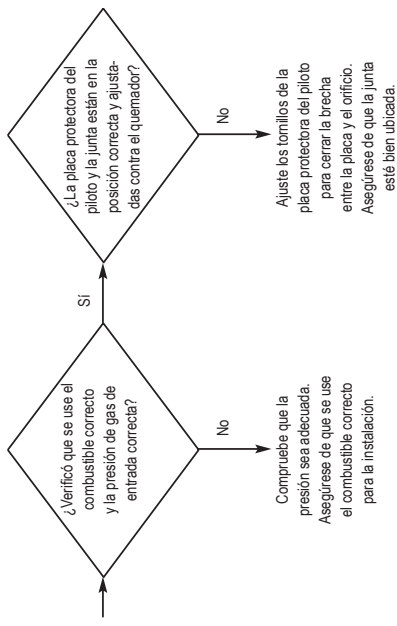 ¿Verificó que se use el
combustible correcto
y la presión de gas de
entrada correcta?
Sí
No
Compruebe que la
presión sea adecuada.
Asegúrese de que se use
el combustible correcto
para la instalación.
¿La placa protectora del
piloto y la junta están en la
posición correcta y ajusta-
das contra el quemador?
No
Ajuste los tornillos de la
placa protectora del piloto
para cerrar la brecha
entre la placa y el orificio.
Asegúrese de que la junta
esté bien ubicada.